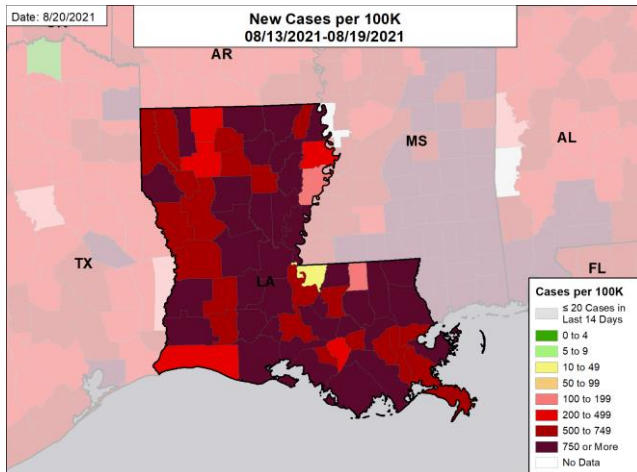 Date: 8/20/2021
New Cases per 100K
08/13/2021-08/19/2021
AR
MS
AL
TX
LA
FL
Cases per 100K
≤ 20 Cases in
Last 14 Days
0 to 4
5 to 9
10 to 49
50 to 99
100 to 199
200 to 499
500 to 749
750 or More
No Data